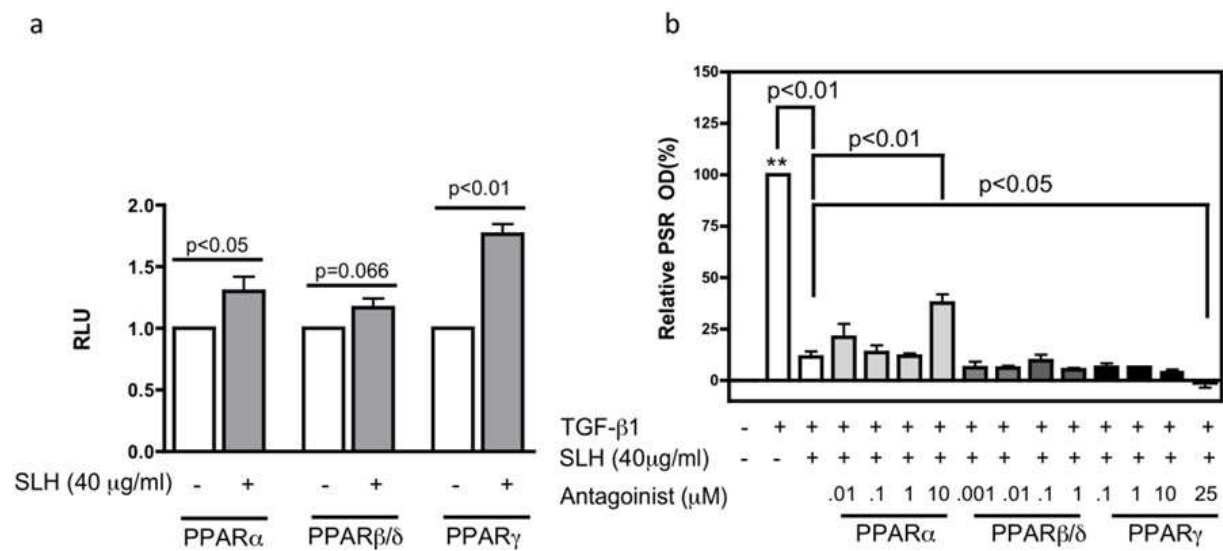 a
b
p<0.05
p=0.066
p<0.01
RLU
2.0
1.5
1.0
0.5
0.0
SLH (40 μg/ml) - + - + - +
PPARα PPARβ/δ PPARγ
p<0.01
p<0.01
p<0.05
**
Relative PSR OD(%)
150
125
100
75
50
25
0
TGF-β1 - + + + + + + + + + + + + + +
SLH (40μg/ml) - - + + + + + + + + + + + + +
Antagoinist (μM) .01 .1 1 10 .001 .01 .1 1 .1 1 10 25
PPARα PPARβ/δ PPARγ